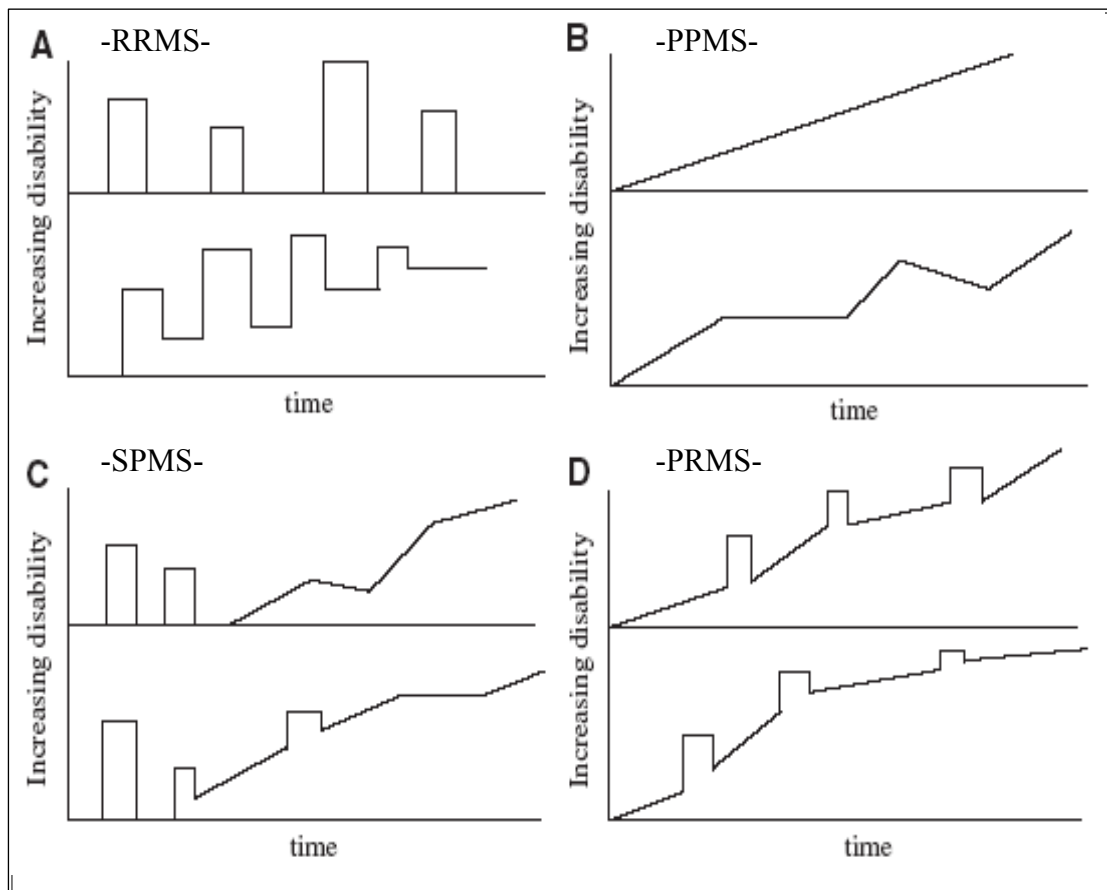 A -RRMS-
Increasing disability
time
B -PPMS-
Increasing disability
time
C -SPMS-
Increasing disability
time
D -PRMS-
Increasing disability
time